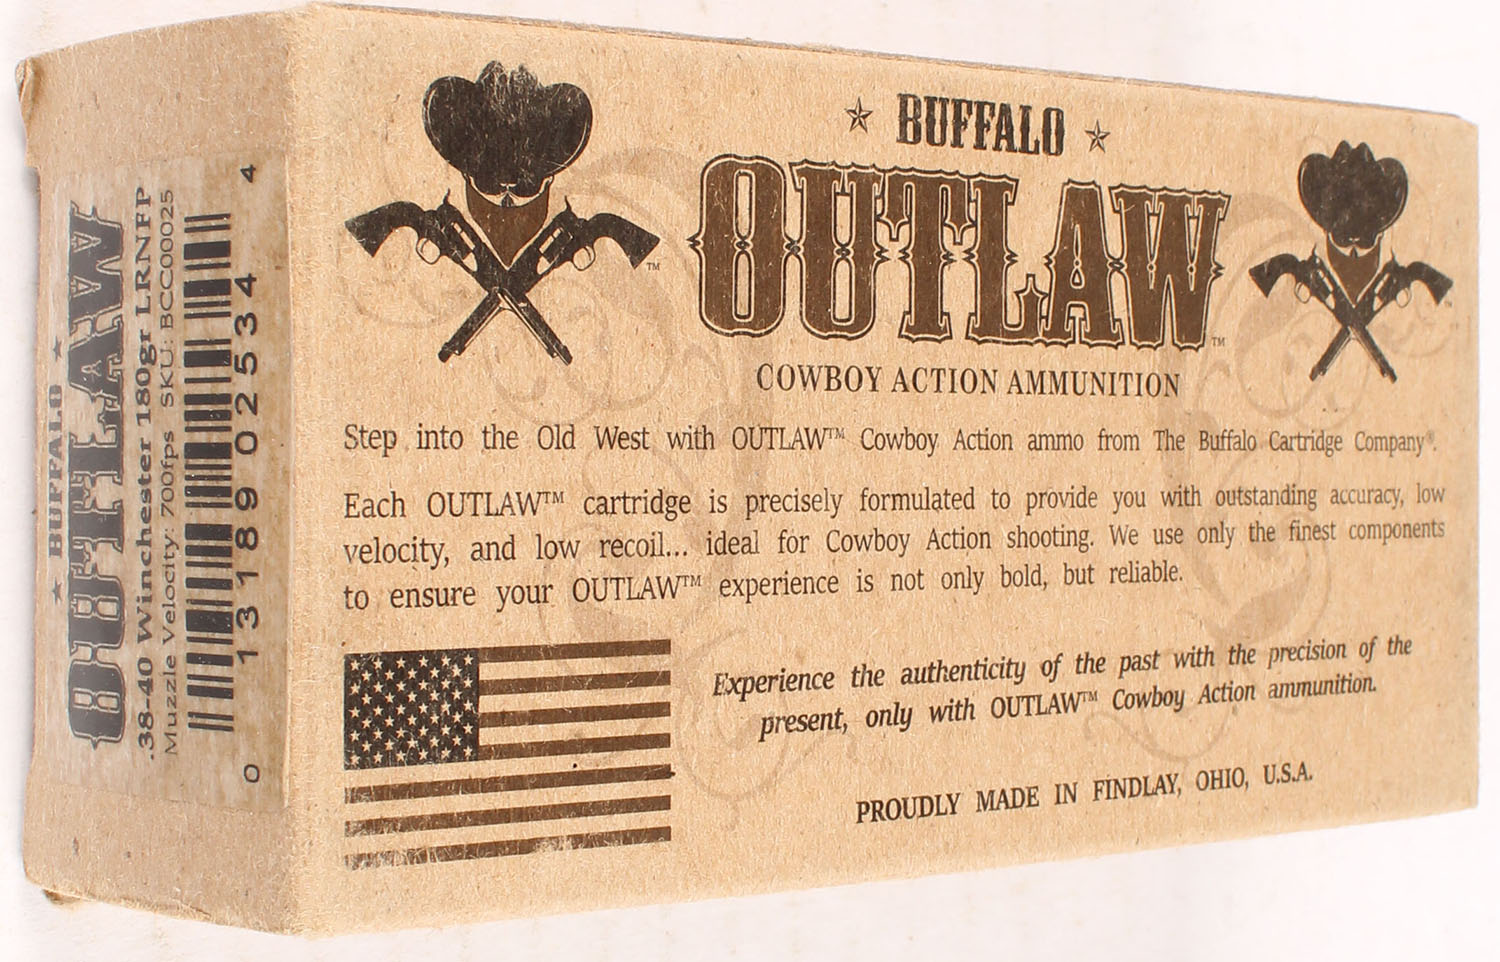 ★ BUFFALO ★
OUTLAW™
COWBOY ACTION AMMUNITION
Step into the Old West with OUTLAW™ Cowboy Action ammo from The Buffalo Cartridge Company®.
Each OUTLAW™ cartridge is precisely formulated to provide you with outstanding accuracy, low
velocity, and low recoil... ideal for Cowboy Action shooting. We use only the finest components
to ensure your OUTLAW™ experience is not only bold, but reliable.
Experience the authenticity of the past with the precision of the
present, only with OUTLAW™ Cowboy Action ammunition.
PROUDLY MADE IN FINDLAY, OHIO, U.S.A.
TM
TM
★ BUFFALO ★
OUTLAW
.38-40 Winchester 180gr LRNFP
Muzzle Velocity: 700fps SKU: BCC00025
0 13189 02534 4